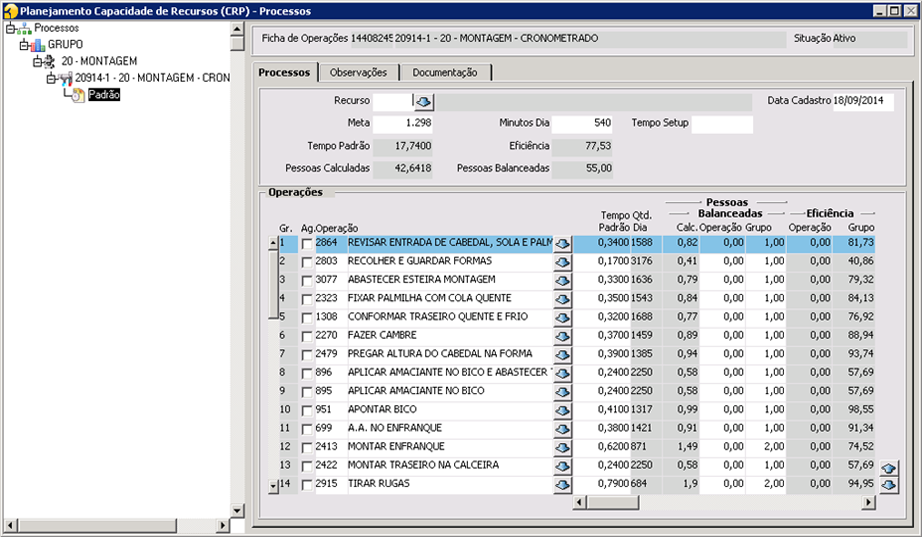 Planejamento Capacidade de Recursos (CRP) - Processos
Processos
GRUPO
20 - MONTAGEM
20914-1 - 20 - MONTAGEM - CRON
Padrão
Ficha de Operações 14408245 20914-1 - 20 - MONTAGEM - CRONOMETRADO Situação Ativo
Processos Observações Documentação
Recurso Data Cadastro 18/09/2014
Meta 1.298 Minutos Dia 540 Tempo Setup
Tempo Padrão 17,7400 Eficiência 77,53
Pessoas Calculadas 42,6418 Pessoas Balanceadas 55,00
Operações
Pessoas
Tempo Qtd. Balanceadas Eficiência
Gr. Ag. Operação Padrão Dia Calc. Operação Grupo Operação Grupo
1 2864 REVISAR ENTRADA DE CABEDAL, SOLA E PALM 0,3400 1588 0,82 0,00 1,00 0,00 81,73
2 2803 RECOLHER E GUARDAR FORMAS 0,1700 3176 0,41 0,00 1,00 0,00 40,86
3 3077 ABASTECER ESTEIRA MONTAGEM 0,3300 1636 0,79 0,00 1,00 0,00 79,32
4 2323 FIXAR PALMILHA COM COLA QUENTE 0,3500 1543 0,84 0,00 1,00 0,00 84,13
5 1308 CONFORMAR TRASEIRO QUENTE E FRIO 0,3200 1688 0,77 0,00 1,00 0,00 76,92
6 2270 FAZER CAMBRE 0,3700 1459 0,89 0,00 1,00 0,00 88,94
7 2479 PREGAR ALTURA DO CABEDAL NA FORMA 0,3900 1385 0,94 0,00 1,00 0,00 93,74
8 896 APLICAR AMACIANTE NO BICO E ABASTECER 0,2400 2250 0,58 0,00 1,00 0,00 57,69
9 895 APLICAR AMACIANTE NO BICO 0,2400 2250 0,58 0,00 1,00 0,00 57,69
10 951 APONTAR BICO 0,4100 1317 0,99 0,00 1,00 0,00 98,55
11 699 A.A. NO ENFRANQUE 0,3800 1421 0,91 0,00 1,00 0,00 91,34
12 2413 MONTAR ENFRANQUE 0,6200 871 1,49 0,00 2,00 0,00 74,52
13 2422 MONTAR TRASEIRO NA CALCEIRA 0,2400 2250 0,58 0,00 1,00 0,00 57,69
14 2915 TIRAR RUGAS 0,7900 684 1,9 0,00 2,00 0,00 94,95